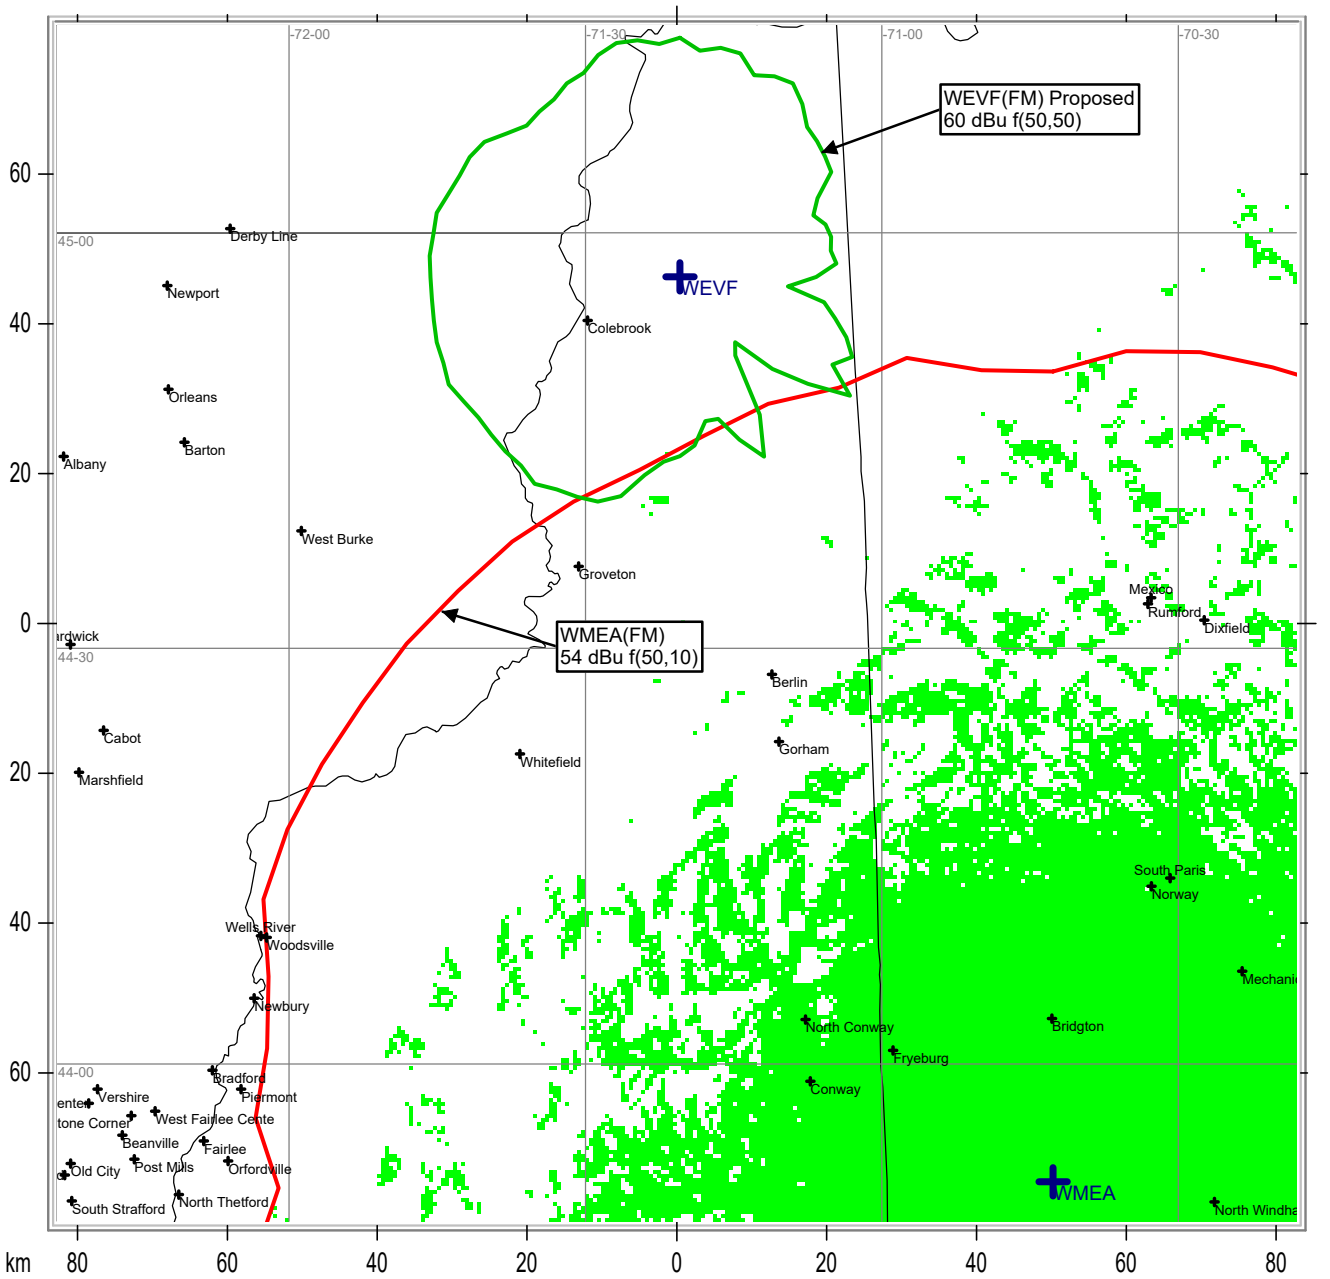 -72-00
-71-30
-71-00
-70-30
WEVF(FM) Proposed
60 dBu f(50,50)
60
Derby Line
45-00
Newport
WEVF
40
Colebrook
Orleans
Barton
Albany
20
West Burke
Groveton
Mexico
Rumford
Dixfield
0
WMEA(FM)
54 dBu f(50,10)
rdwick
44-30
Berlin
Cabot
Gorham
Whitefield
20
Marshfield
South Paris
Norway
40
Wells River
Woodsville
Mechani
Newbury
North Conway
Bridgton
Fryeburg
60
44-00
Bradford
Conway
Vershire
Piermont
enter
West Fairlee Cente
tone Corner
Beanville
Fairlee
Post Mills
Orfordville
Old City
WMEA
South Strafford
North Thetford
North Windha
km
80
60
40
20
0
20
40
60
80